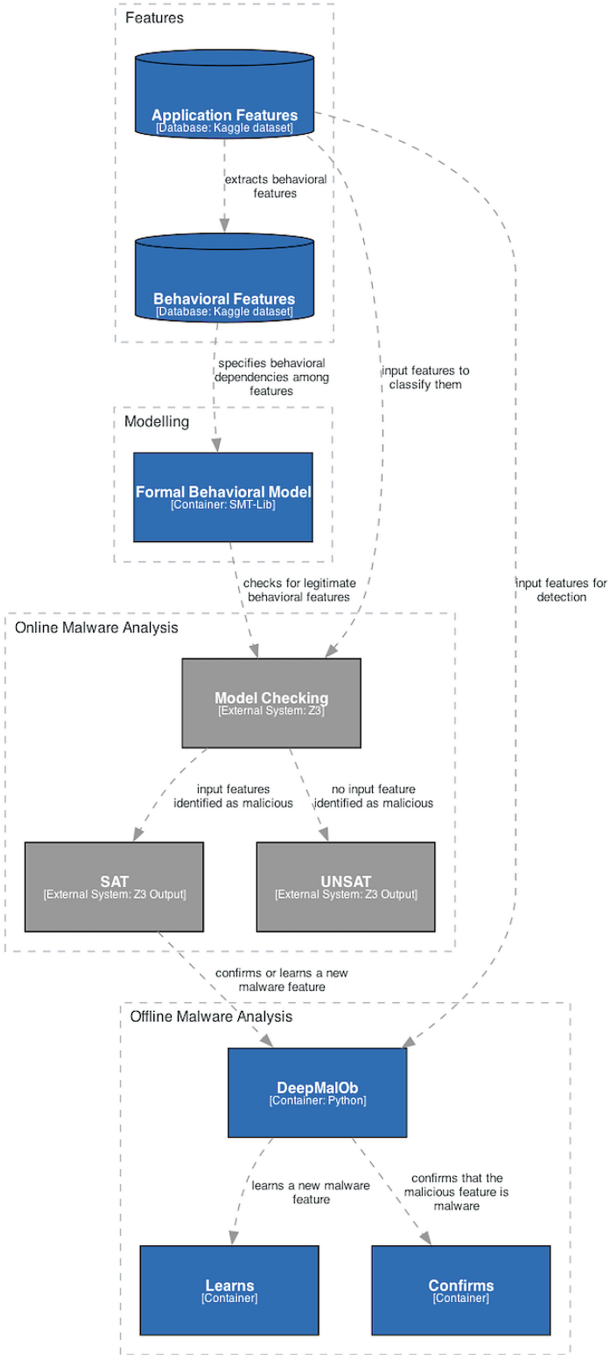 Features
Application Features
[Database: Kaggle dataset]
extracts behavioral
features
Behavioral Features
[Database: Kaggle dataset]
specifies behavioral
dependencies among
features
input features to
classify them
Modelling
Formal Behavioral Model
[Container: SMT-Lib]
checks for legitimate
behavioral features
input features for
detection
Online Malware Analysis
Model Checking
[External System: Z3]
input features
identified as malicious
no input feature
identified as malicious
SAT
[External System: Z3 Output]
UNSAT
[External System: Z3 Output]
confirms or learns a new
malware feature
Offline Malware Analysis
DeepMalOb
[Container: Python]
learns a new malware
feature
confirms that the
malicious feature is
malware
Learns
[Container]
Confirms
[Container]